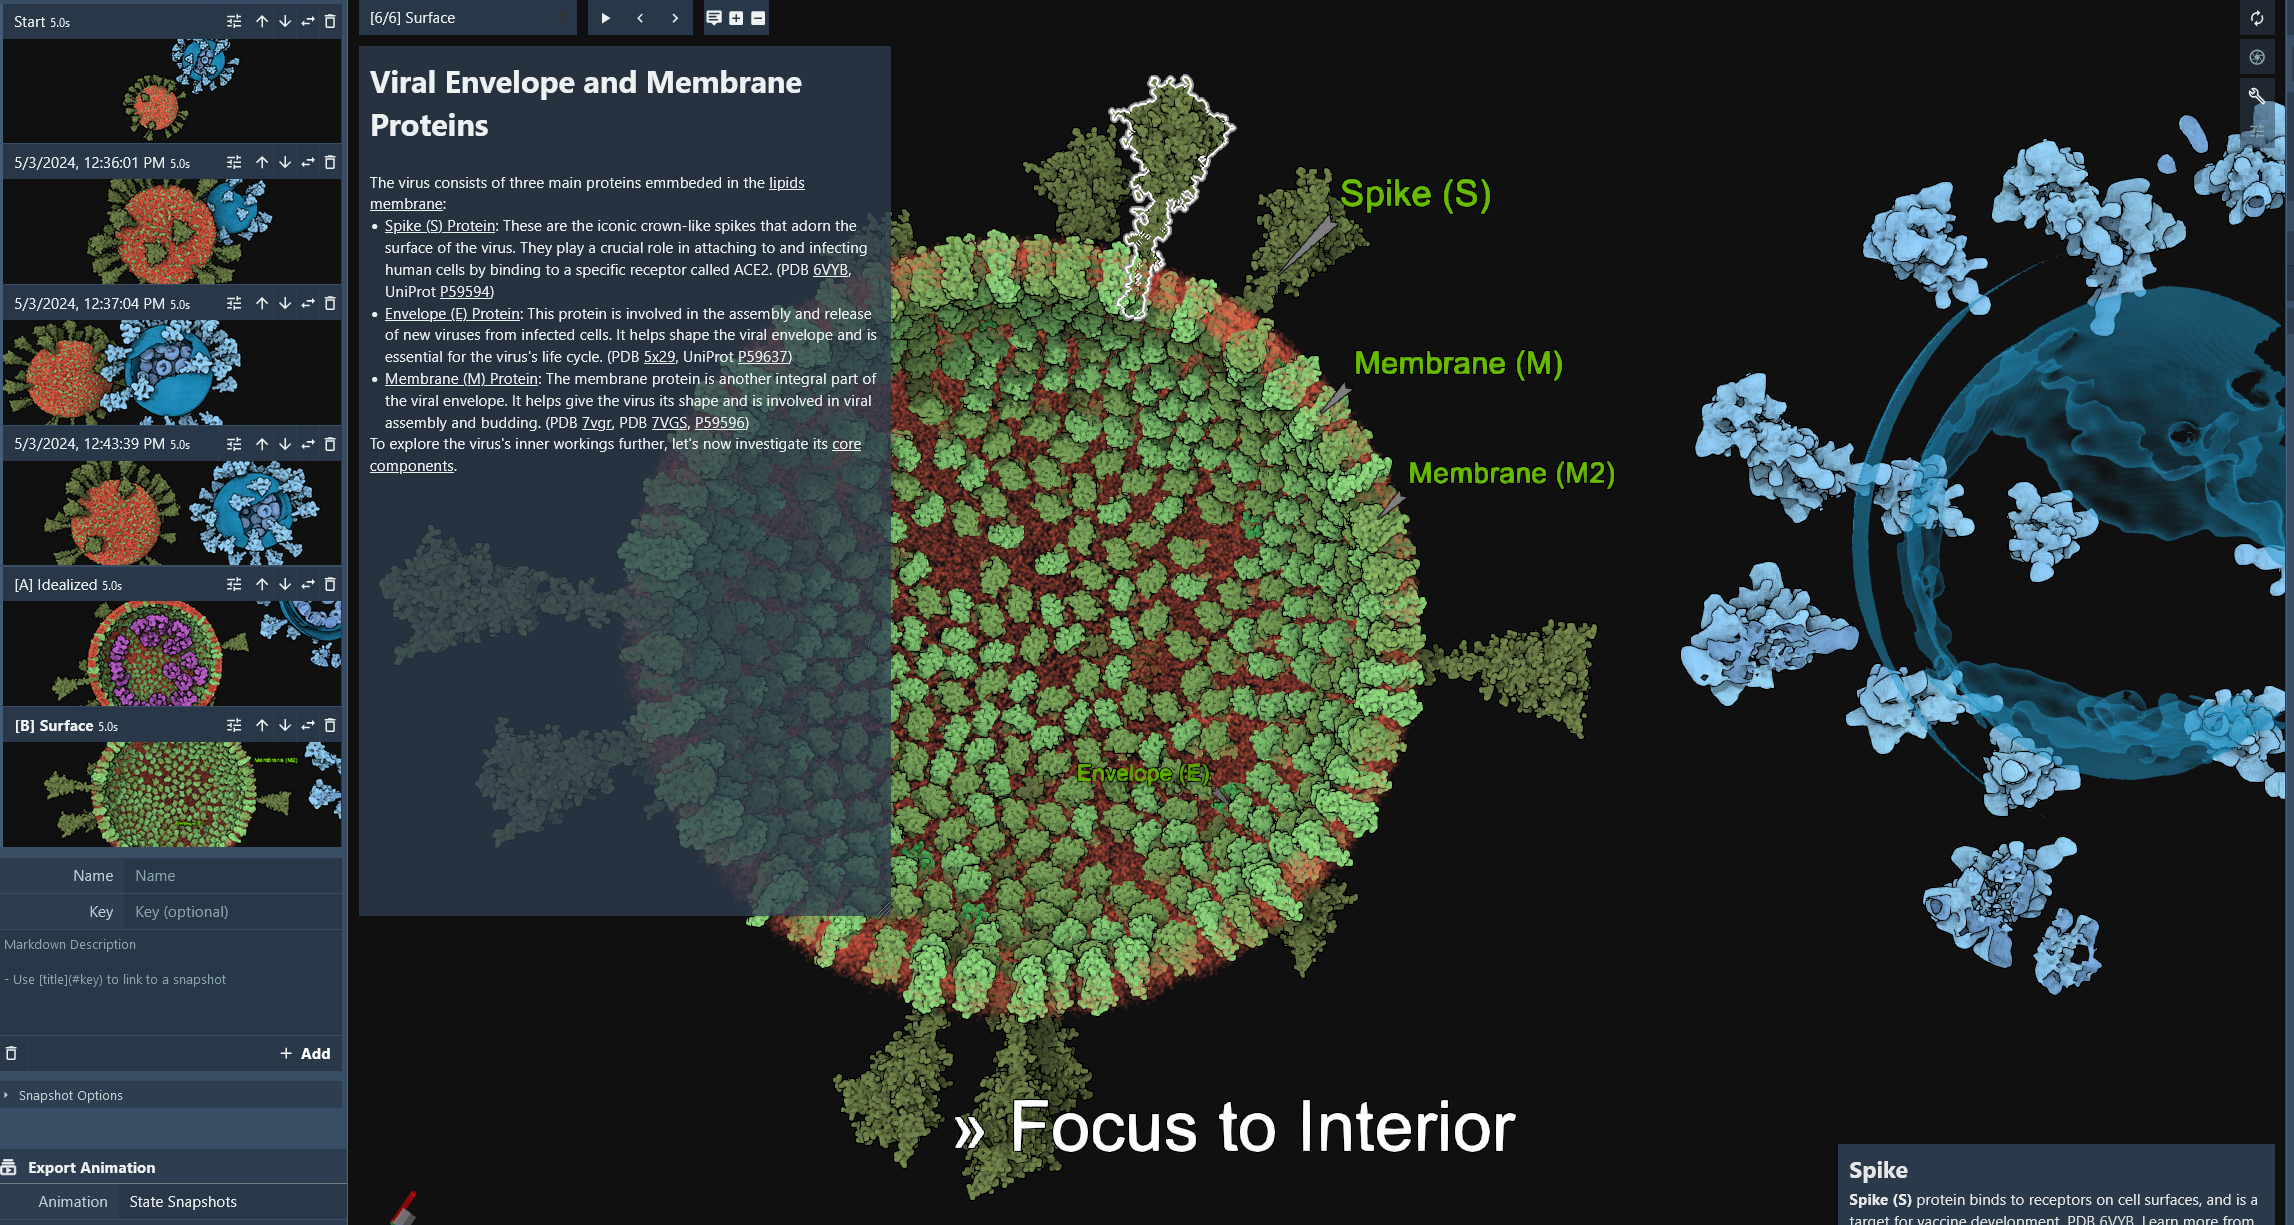 Start 5.0s
5/3/2024, 12:36:01 PM 5.0s
5/3/2024, 12:37:04 PM 5.0s
5/3/2024, 12:43:39 PM 5.0s
[A] Idealized 5.0s
[B] Surface 5.0s
Membrane (M2)
Name Name
Key Key (optional)
Markdown Description
- Use [title](#key) to link to a snapshot
+ Add
Snapshot Options
Export Animation
Animation State Snapshots
[6/6] Surface
Viral Envelope and Membrane
Proteins
The virus consists of three main proteins emmbeded in the lipids
membrane:
• Spike (S) Protein: These are the iconic crown-like spikes that adorn the
surface of the virus. They play a crucial role in attaching to and infecting
human cells by binding to a specific receptor called ACE2. (PDB 6VYB,
UniProt P59594)
• Envelope (E) Protein: This protein is involved in the assembly and release
of new viruses from infected cells. It helps shape the viral envelope and is
essential for the virus's life cycle. (PDB 5x29, UniProt P59637)
• Membrane (M) Protein: The membrane protein is another integral part of
the viral envelope. It helps give the virus its shape and is involved in viral
assembly and budding. (PDB 7vgr, PDB 7VGS, P59596)
To explore the virus's inner workings further, let's now investigate its core
components.
Spike (S)
Membrane (M)
Membrane (M2)
Envelope (E)
» Focus to Interior
Spike
Spike (S) protein binds to receptors on cell surfaces, and is a
target for vaccine development. PDB 6VYB. Learn more from